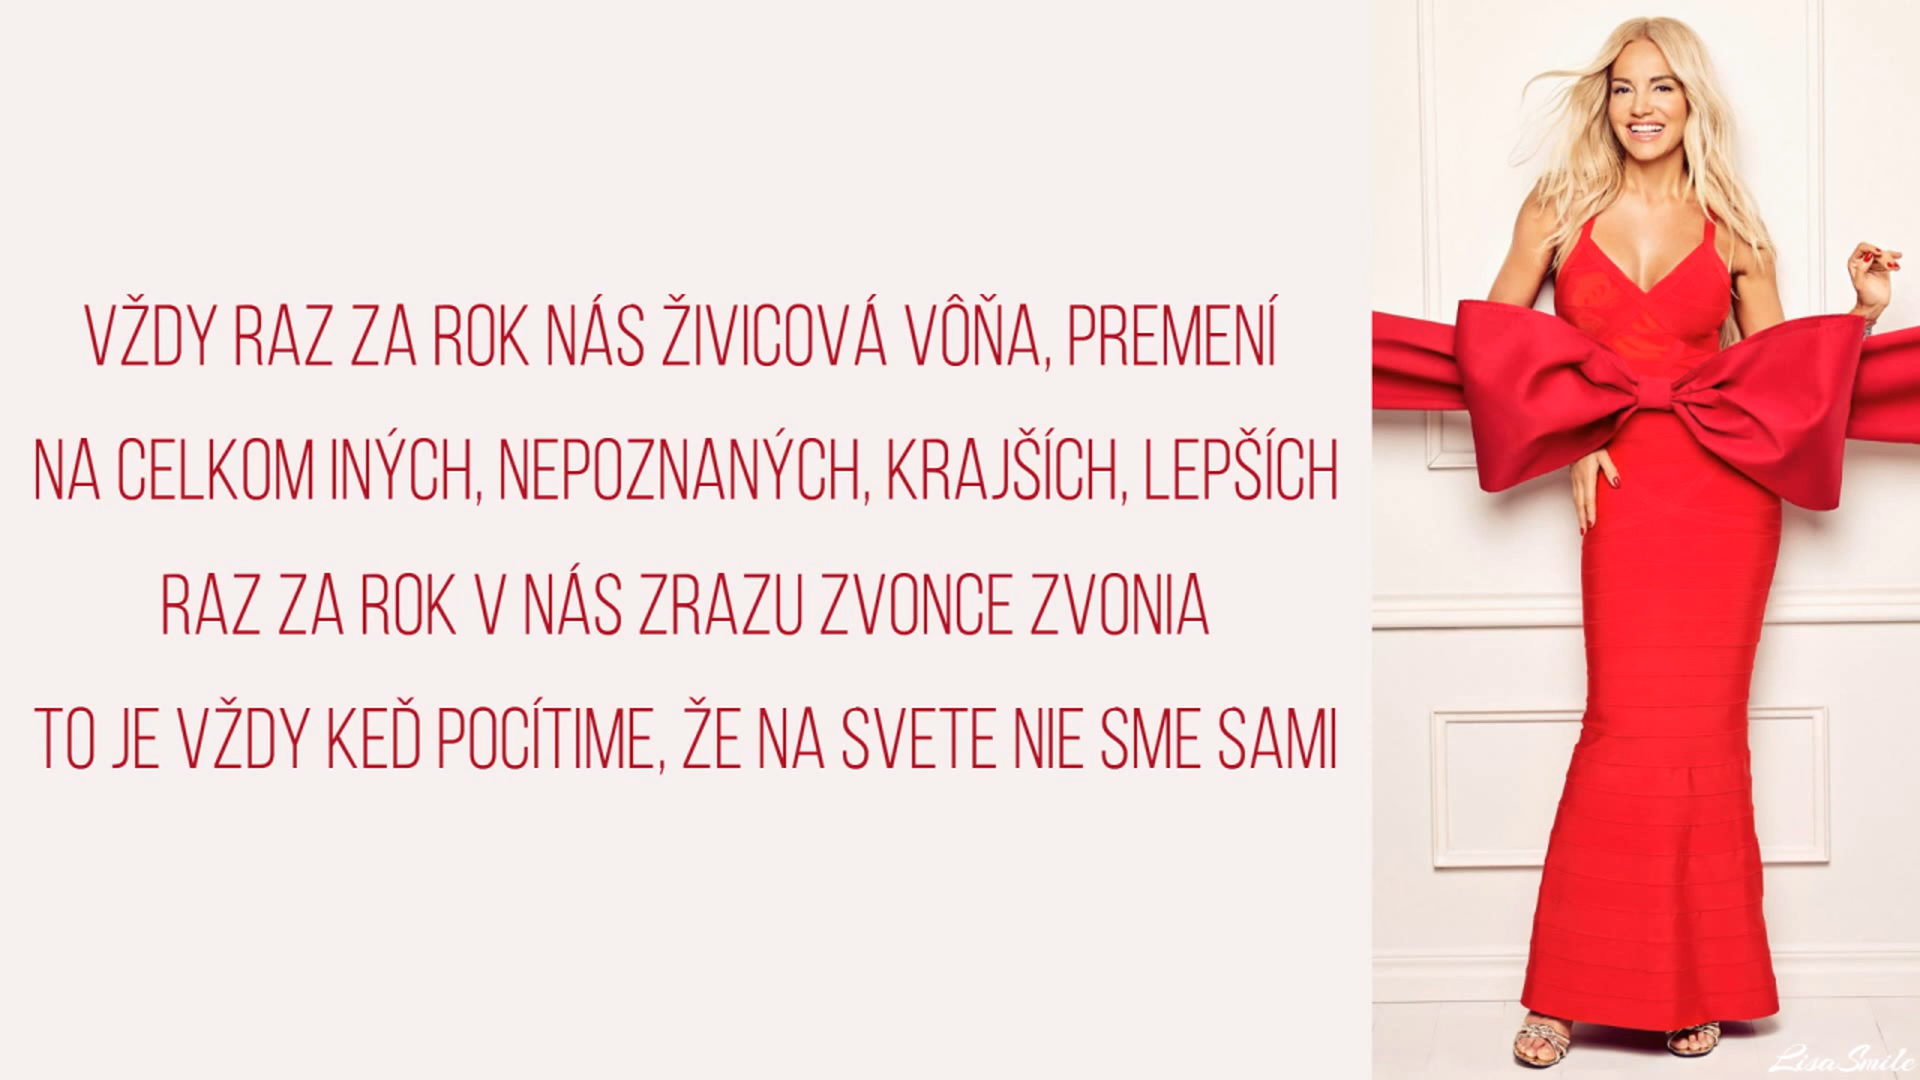 VŽDY RAZ ZA ROK NÁS ŽIVICOVÁ VÔŇA, PREMENÍ
NA CELKOM INÝCH, NEPOZNANÝCH, KRAJŠÍCH, LEPŠÍCH
RAZ ZA ROK V NÁS ZRAZU ZVONCE ZVONIA
TO JE VŽDY KEĎ POCÍTIME, ŽE NA SVETE NIE SME SAMI
LisaSmile